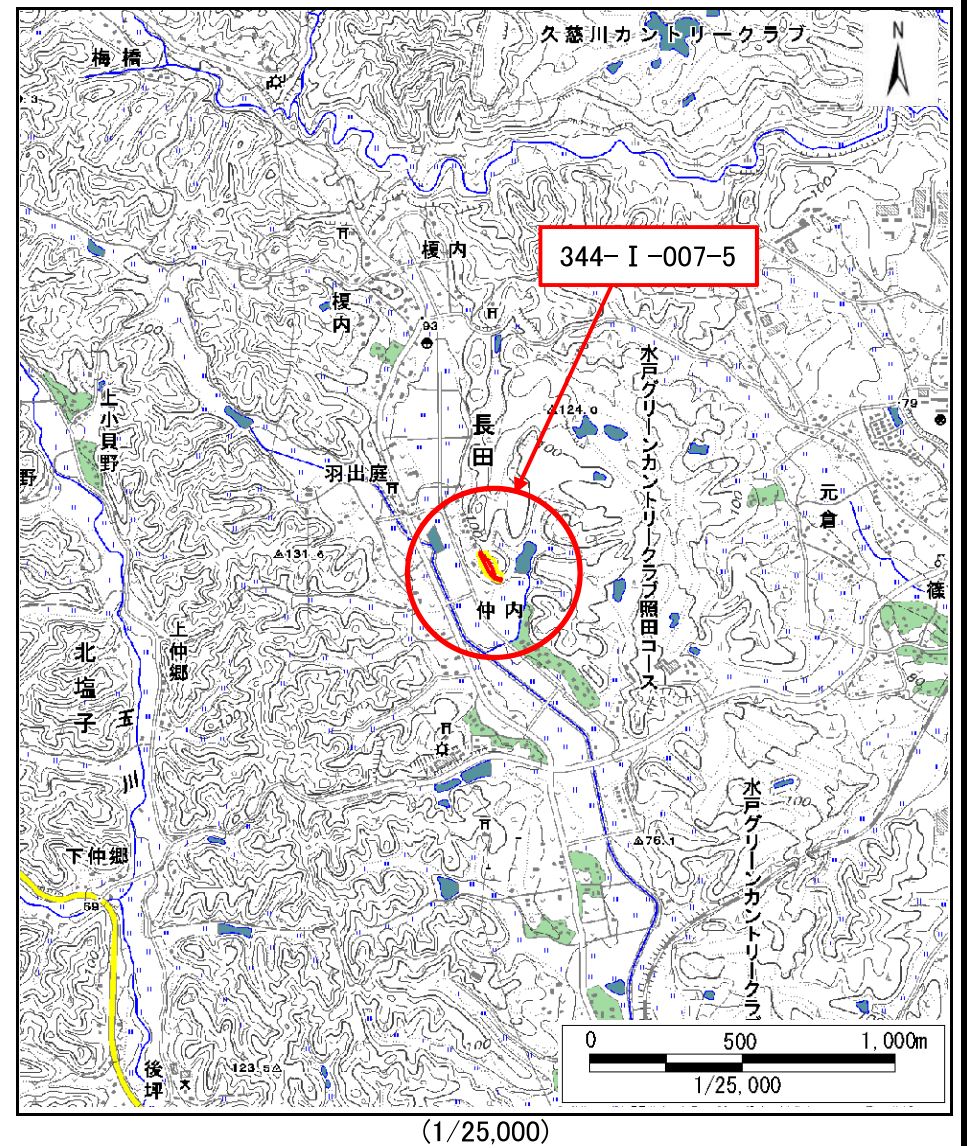 久慈川カントリークラブ
N
梅橋
榎内
344-Ⅰ-007-5
榎内
93
水戸グリーンカントリークラブ照田コース
上小貝野
124.0
79
長田
100
羽出庭
野
元倉
131.6
仲内
篠
上仲郷
北塩子
玉川
水戸グリーンカントリークラブ
100
76.1
下仲郷
59
0 500 1,000m
1/25,000
後坪
123.5
(1/25,000)